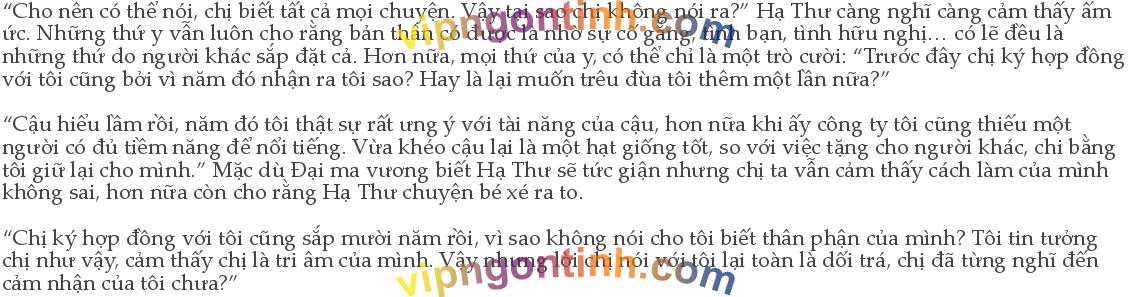 “Cho nên có thể nói, chị biết tất cả mọi chuyện. Vậy tại sao chị không nói ra?” Hạ Thư càng nghĩ càng cảm thấy ấm
ức. Những thứ y vẫn luôn cho rằng bản thân có được là nhờ sự cố gắng, tình bạn, tình hữu nghị... có lẽ đều là
những thứ do người khác sắp đặt cả. Hơn nữa, mọi thứ của y, có thể chỉ là một trò cười: “Trước đây chị ký hợp đồng
với tôi cũng bởi vì năm đó nhận ra tôi sao? Hay là lại muốn trêu đùa tôi thêm một lần nữa?”
“Cậu hiểu lầm rồi, năm đó tôi thật sự rất ưng ý với tài năng của cậu, hơn nữa khi ấy công ty tôi cũng thiếu một
người có đủ tiềm năng để nổi tiếng. Vừa khéo cậu lại là một hạt giống tốt, so với việc tặng cho người khác, chi bằng
tôi giữ lại cho mình.” Mặc dù Đại ma vương biết Hạ Thư sẽ tức giận nhưng chị ta vẫn cảm thấy cách làm của mình
không sai, hơn nữa còn cho rằng Hạ Thư chuyện bé xé ra to.
“Chị ký hợp đồng với tôi cũng sắp mười năm rồi, vì sao không nói cho tôi biết thân phận của mình? Tôi tin tưởng
chị như vậy, cảm thấy chị là tri âm của mình. Vậy nhưng lời chị nói với tôi lại toàn là dối trá, chị đã từng nghĩ đến
cảm nhận của tôi chưa?”
vipngontinh.com
vipngontinh.com